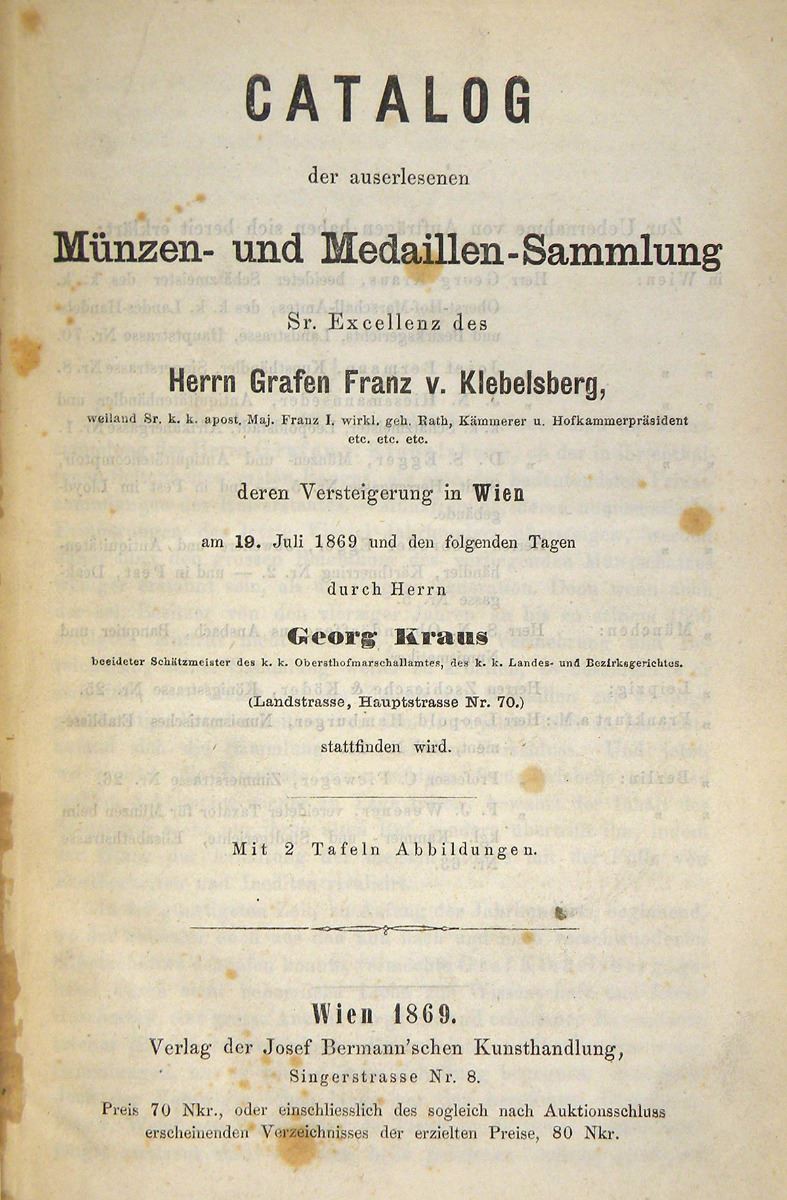 CATALOG
der auserlesenen
Münzen- und Medaillen-Sammlung
Sr. Excellenz des
Herrn Grafen Franz v. Klebelsberg,
weiland Sr. k. k. apost. Maj. Franz I. wirkl. geh. Rath, Kämmerer u. Hofkammerpräsident
etc. etc. etc.
deren Versteigerung in Wien
am 19. Juli 1869 und den folgenden Tagen
durch Herrn
Georg Kraus
beeideter Schätzmeister des k. k. Obersthofmarschallamtes, des k. k. Landes- und Bezirksgerichtes.
(Landstrasse, Hauptstrasse Nr. 70.)
stattfinden wird.
Mit 2 Tafeln Abbildungen.
Wien 1869.
Verlag der Josef Bermann'schen Kunsthandlung,
Singerstrasse Nr. 8.
Preis 70 Nkr., oder einschliesslich des sogleich nach Auktionsschluss
erscheinenden Verzeichnisses der erzielten Preise, 80 Nkr.